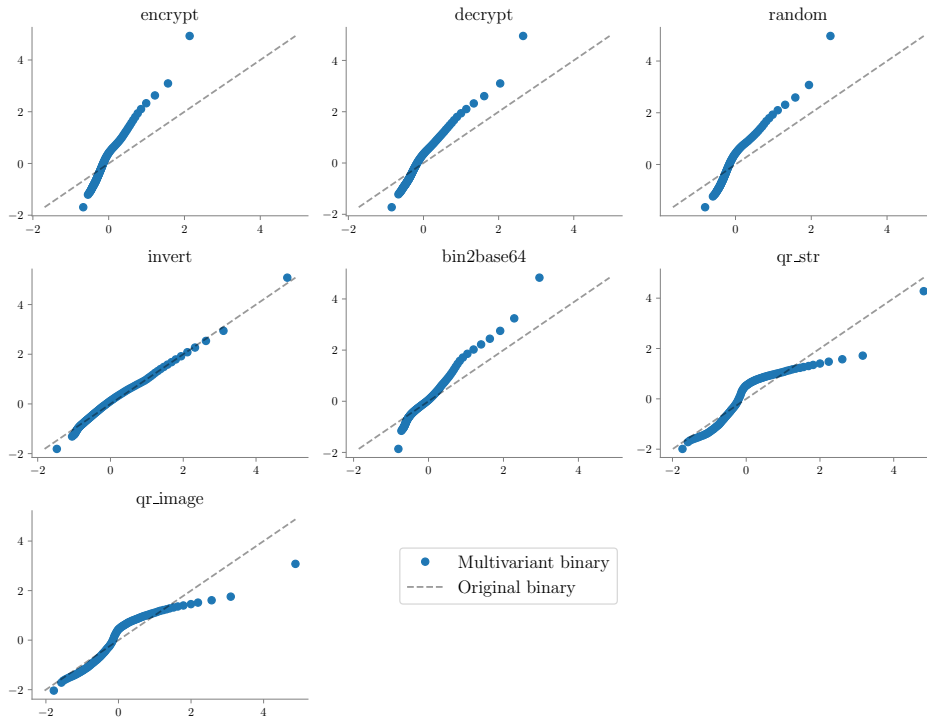 encrypt decrypt random
4 4 4
2 2 2
0 0 0
−2 −2 −2
−2 0 2 4 −2 0 2 4 −2 0 2 4
invert bin2base64 qr_str
4 4 4
2 2 2
0 0 0
−2 −2 −2
−2 0 2 4 −2 0 2 4 −2 0 2 4
qr_image
4
2
0
−2
−2 0 2 4
Multivariant binary
Original binary